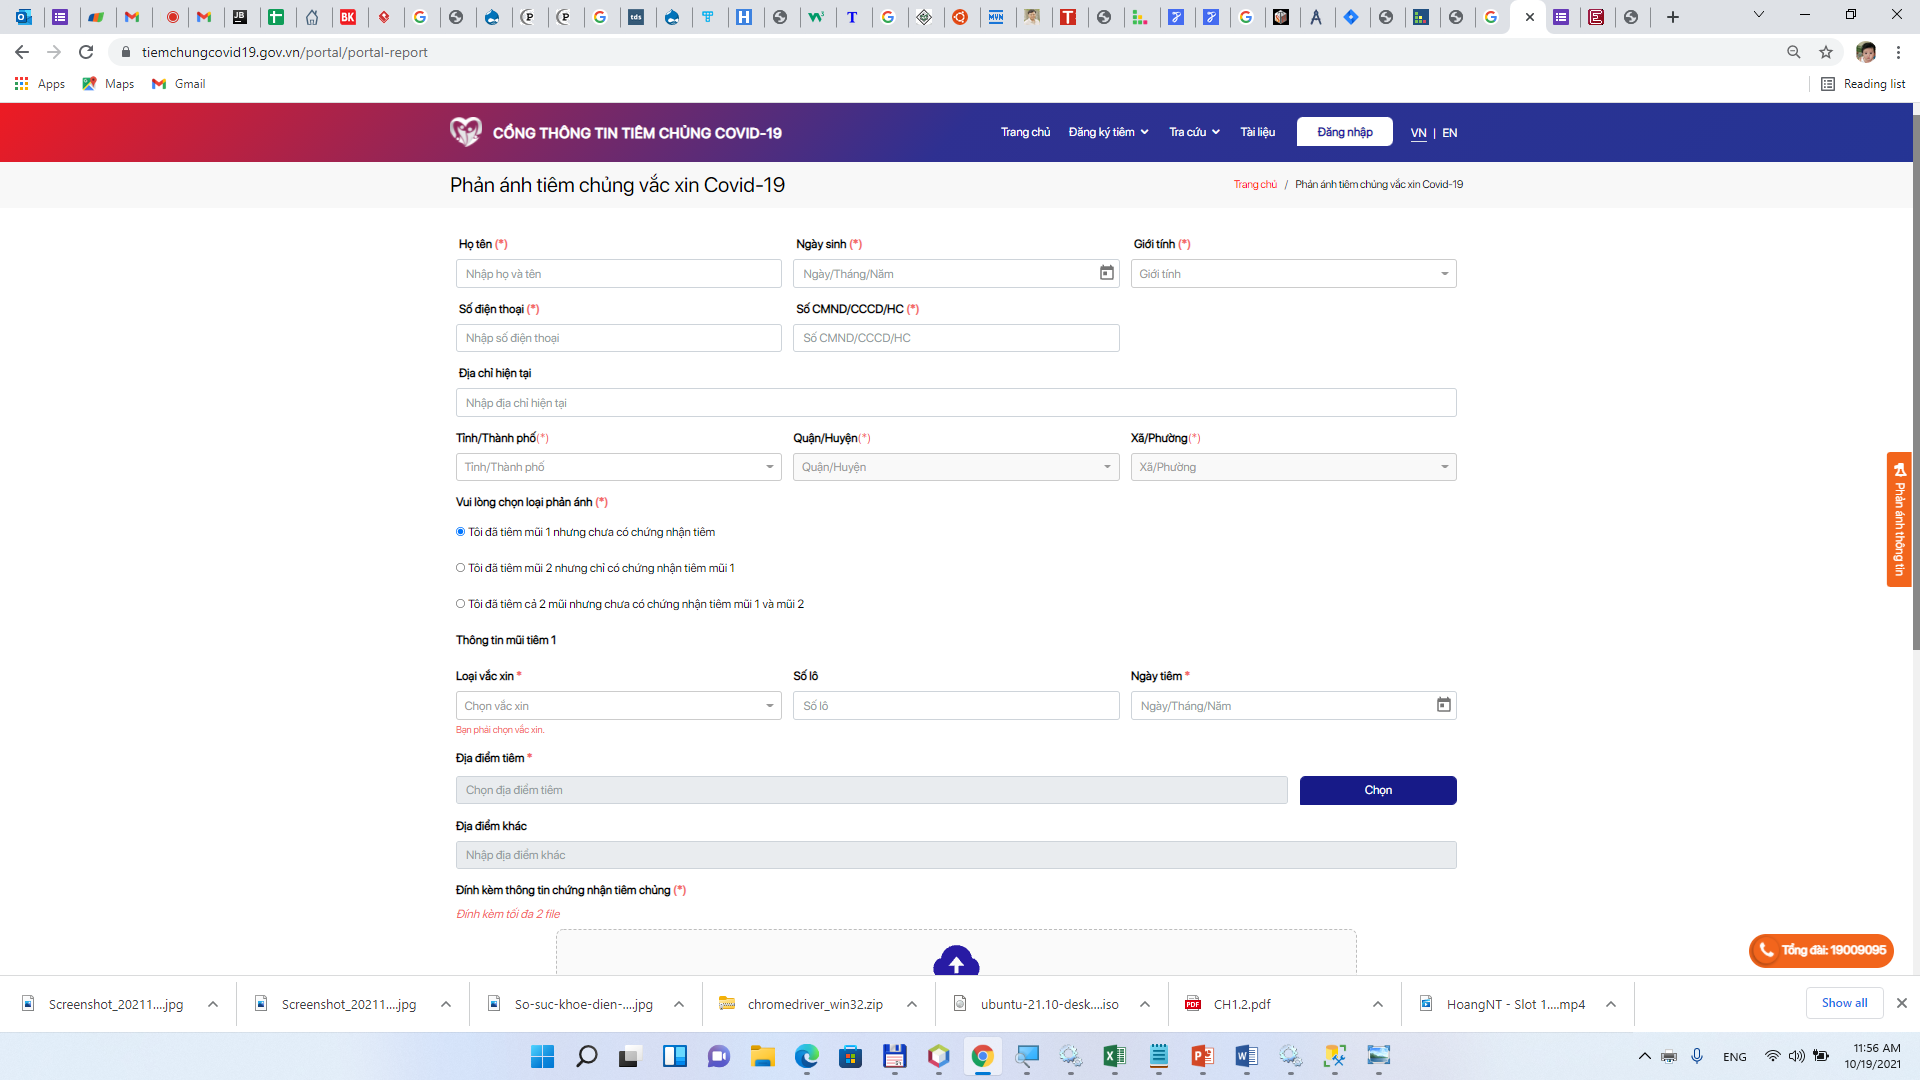 tiemchungcovid19.gov.vn/portal/portal-report
Apps Maps Gmail Reading list
CỔNG THÔNG TIN TIÊM CHỦNG COVID-19 Trang chủ Đăng ký tiêm Tra cứu Tài liệu Đăng nhập VN | EN
Phản ánh tiêm chủng vắc xin Covid-19 Trang chủ / Phản ánh tiêm chủng vắc xin Covid-19
Họ tên (*) Ngày sinh (*) Giới tính (*)
Nhập họ và tên Ngày/Tháng/Năm Giới tính
Số điện thoại (*) Số CMND/CCCD/HC (*)
Nhập số điện thoại Số CMND/CCCD/HC
Địa chỉ hiện tại
Nhập địa chỉ hiện tại
Tỉnh/Thành phố(*) Quận/Huyện(*) Xã/Phường(*)
Tỉnh/Thành phố Quận/Huyện Xã/Phường
Vui lòng chọn loại phản ánh (*)
Tôi đã tiêm mũi 1 nhưng chưa có chứng nhận tiêm
Tôi đã tiêm mũi 2 nhưng chỉ có chứng nhận tiêm mũi 1
Tôi đã tiêm cả 2 mũi nhưng chưa có chứng nhận tiêm mũi 1 và mũi 2
Phản ánh thông tin
Thông tin mũi tiêm 1
Loại vắc xin * Số lô Ngày tiêm *
Chọn vắc xin Số lô Ngày/Tháng/Năm
Bạn phải chọn vắc xin.
Địa điểm tiêm *
Chọn địa điểm tiêm Chọn
Địa điểm khác
Nhập địa điểm khác
Đính kèm thông tin chứng nhận tiêm chủng (*)
Đính kèm tối đa 2 file
Tổng đài: 19009095
Screenshot_20211....jpg Screenshot_20211....jpg So-suc-khoe-dien-....jpg chromedriver_win32.zip ubuntu-21.10-desk....iso CH1.2.pdf HoangNT - Slot 1....mp4 Show all
ENG 11:56 AM
10/19/2021